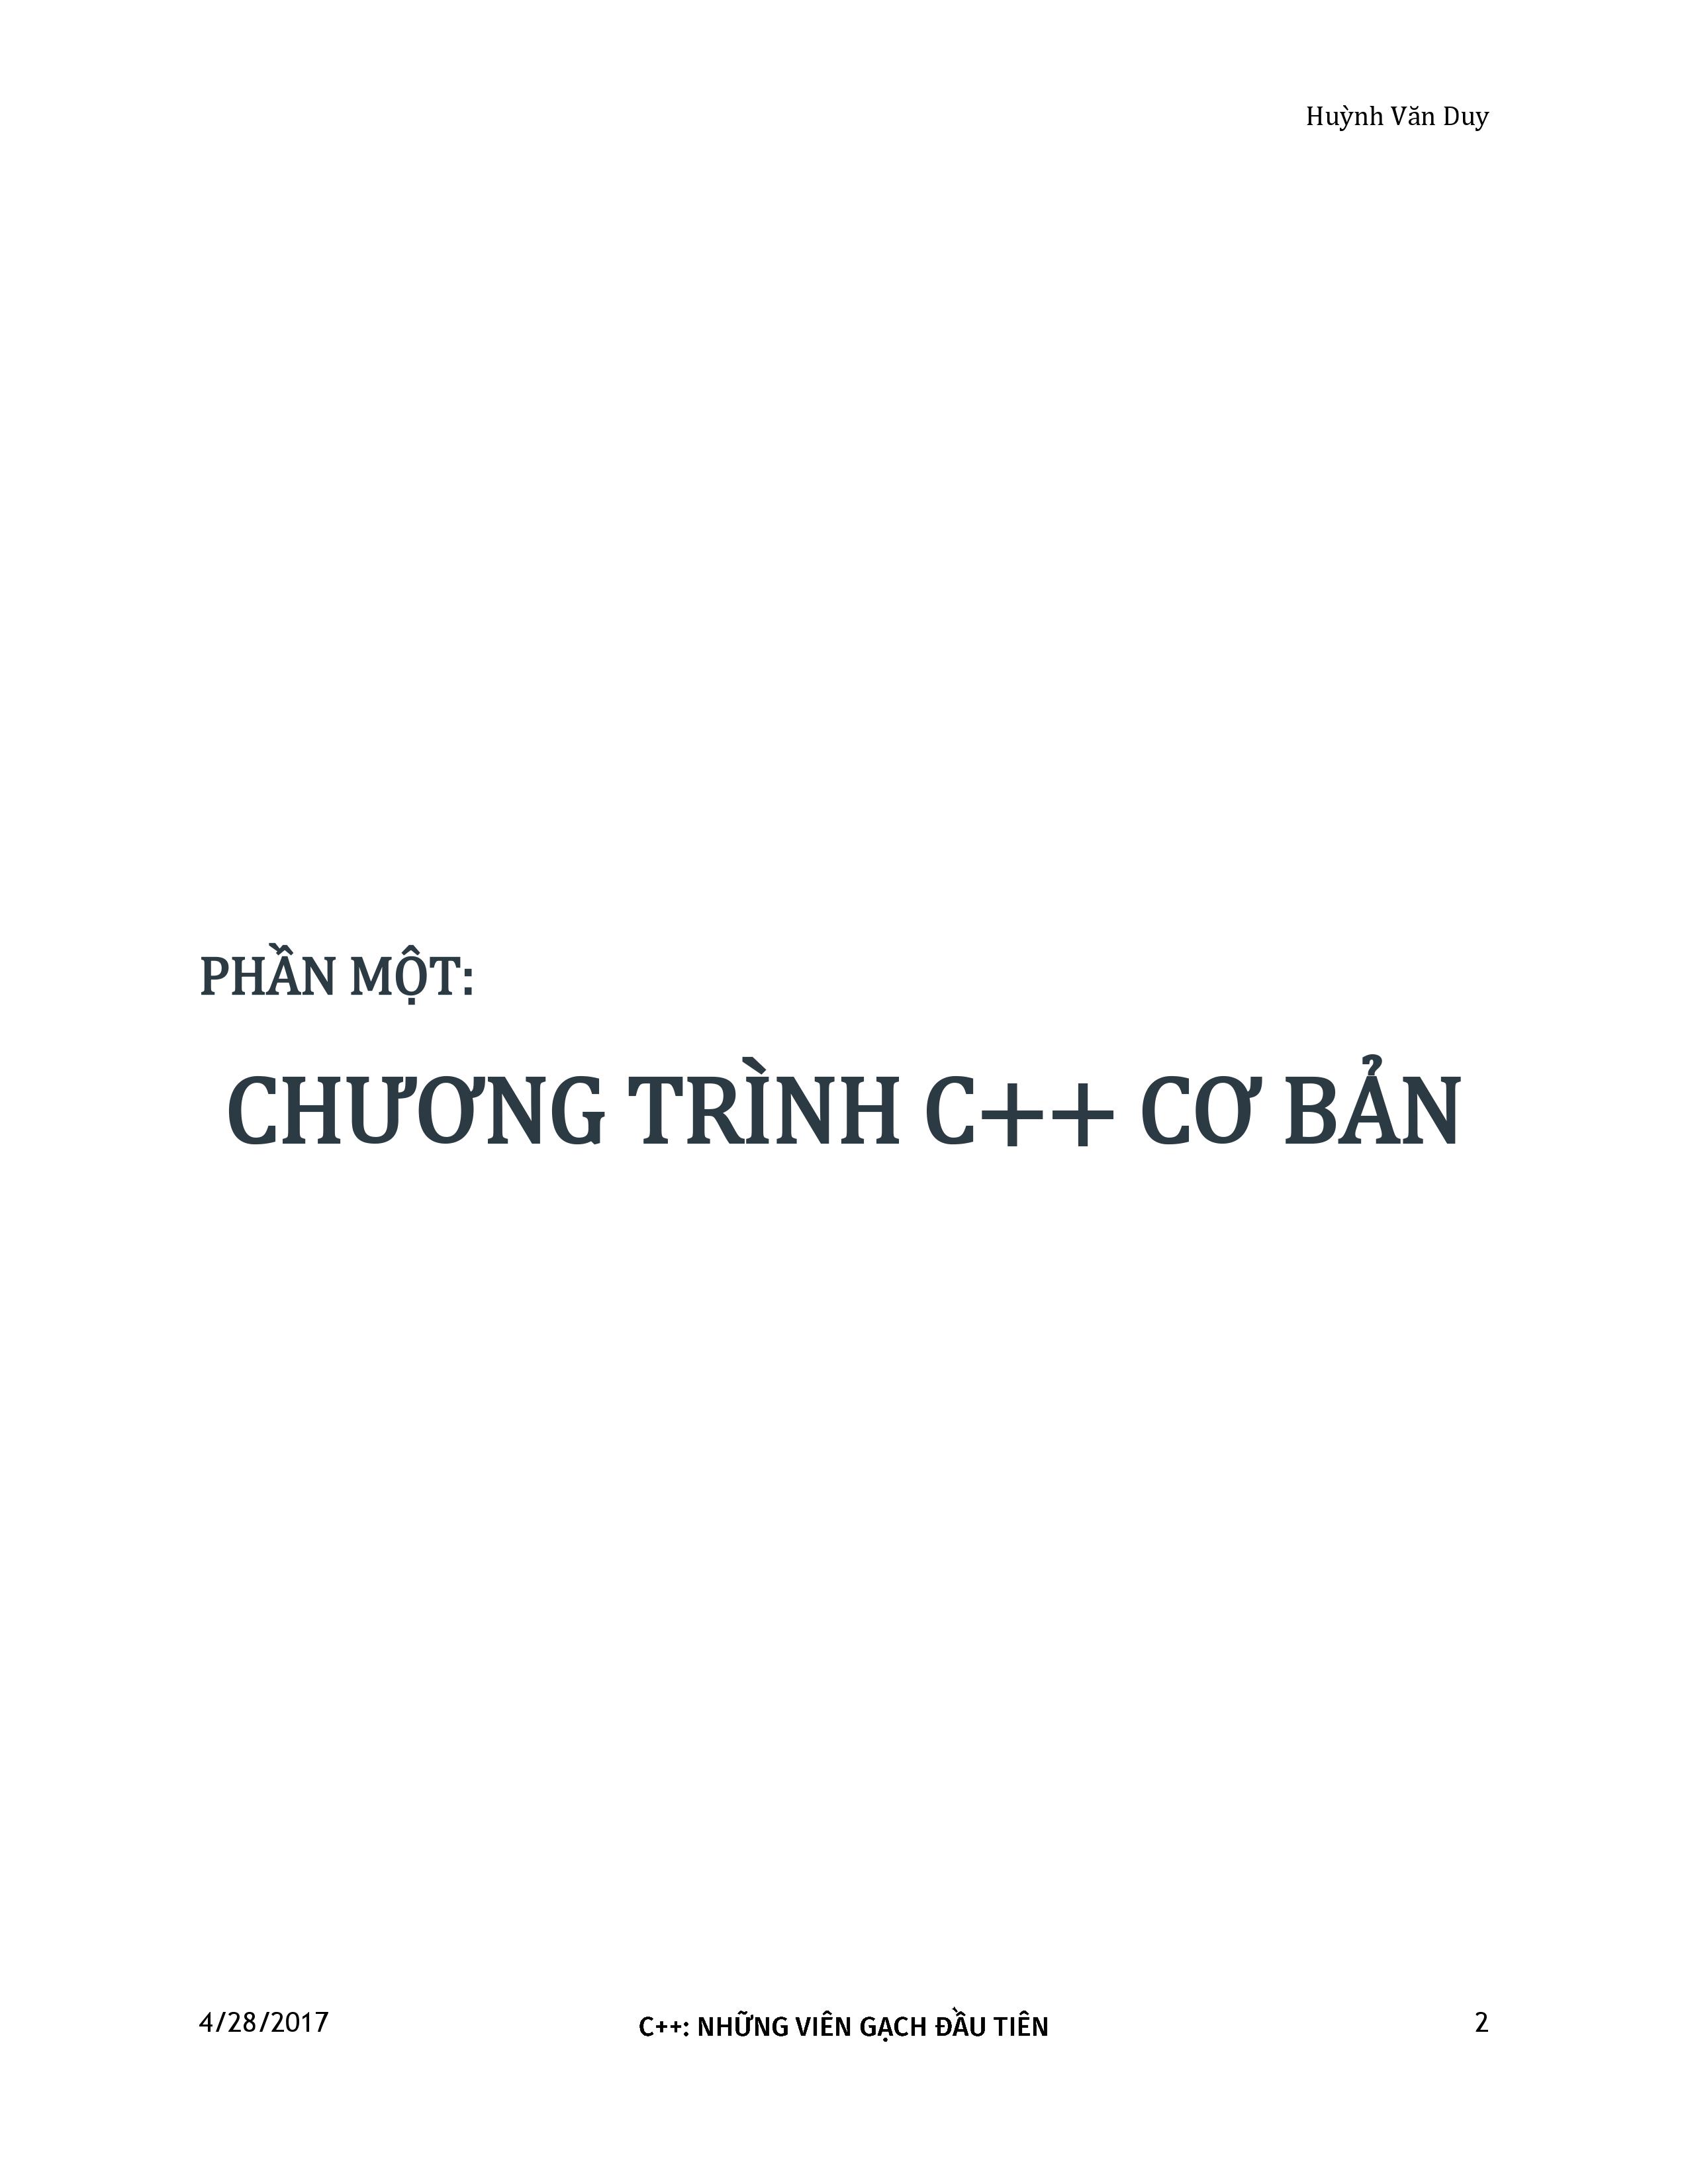 Huỳnh Văn Duy
PHẦN MỘT:
CHƯƠNG TRÌNH C++ CƠ BẢN
4/28/2017 C++: NHỮNG VIÊN GẠCH ĐẦU TIÊN 2